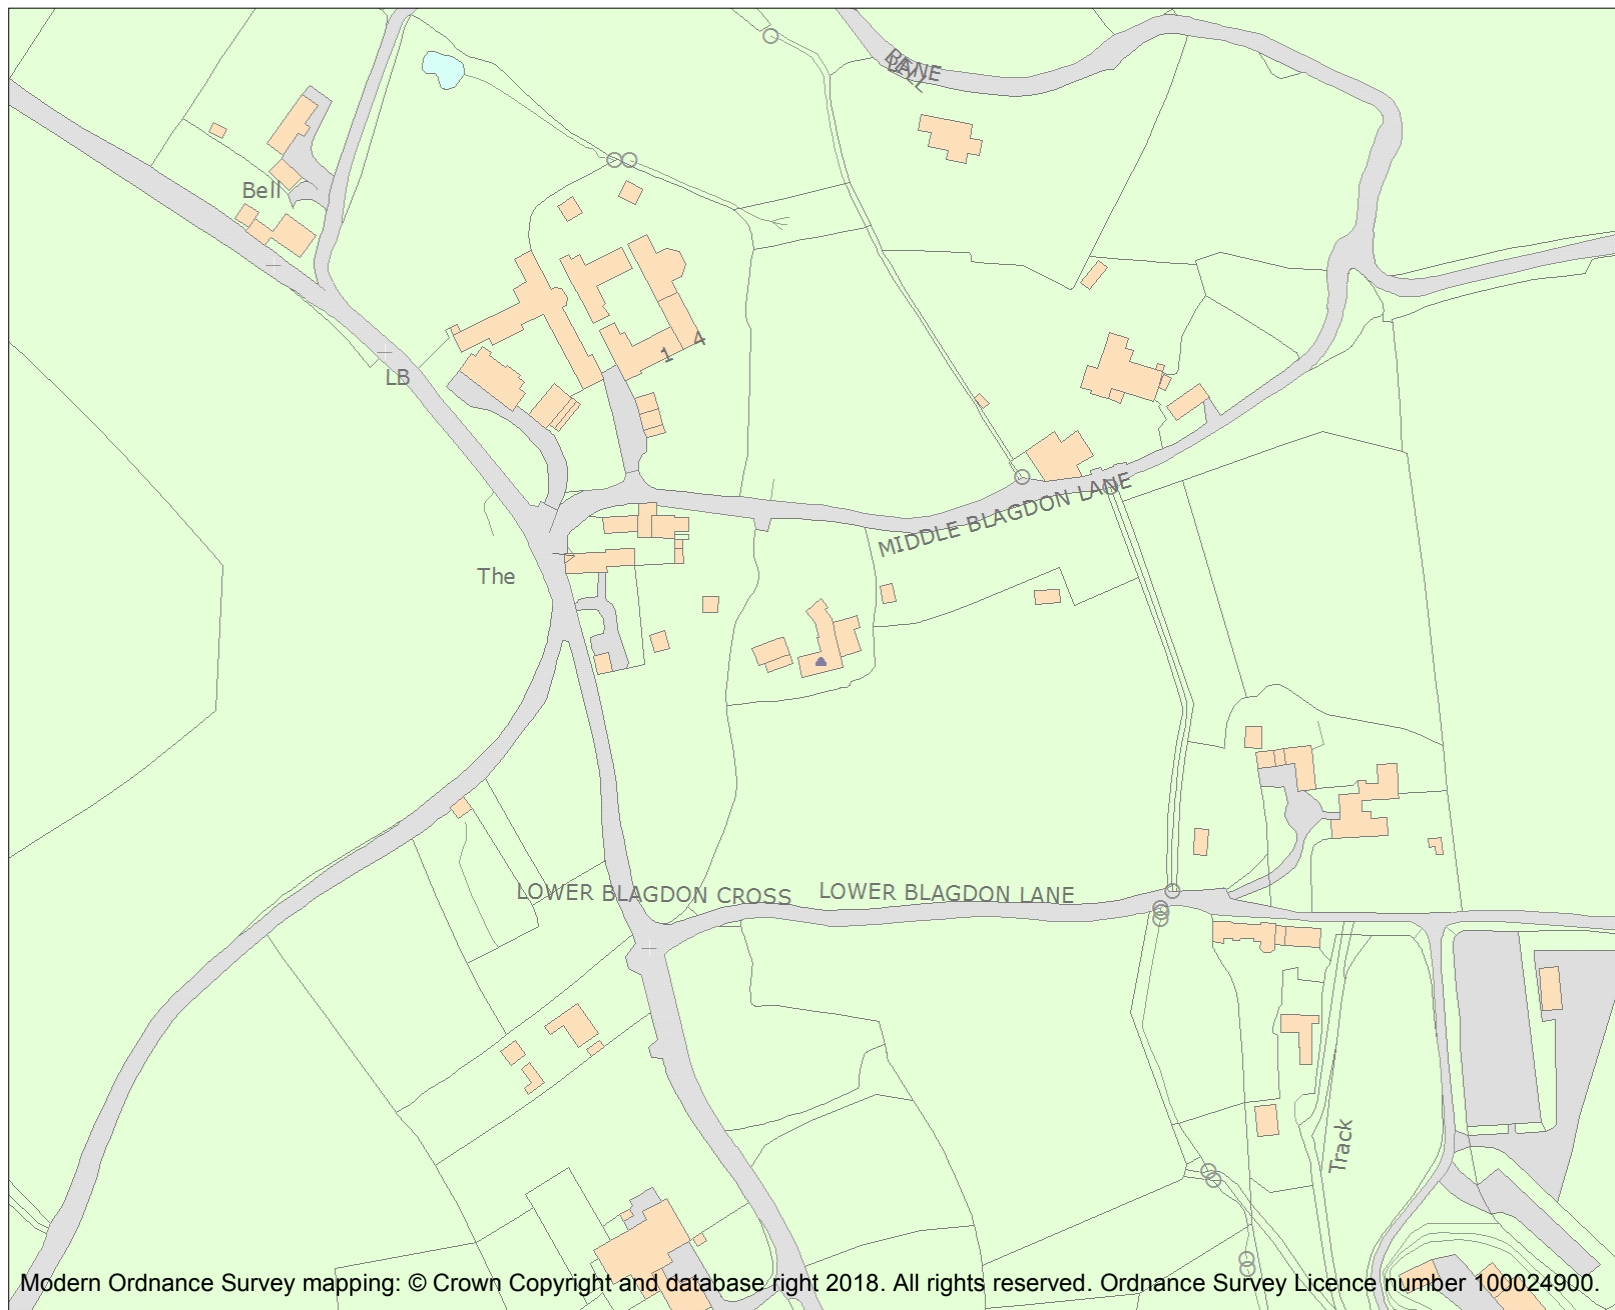 BALL
LANE
Bell
1 4
LB
MIDDLE BLAGDON LANE
The
LOWER BLAGDON CROSS
LOWER BLAGDON LANE
Track
Modern Ordnance Survey mapping: © Crown Copyright and database right 2018. All rights reserved. Ordnance Survey Licence number 100024900.